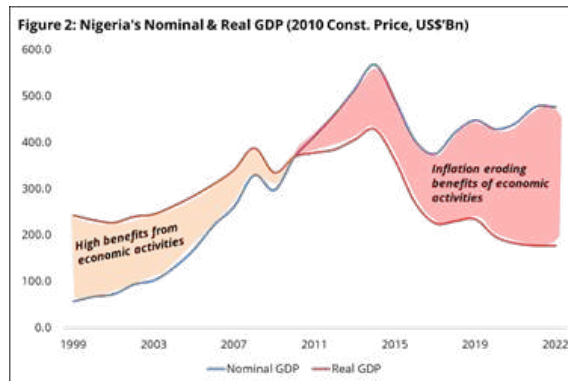 Figure 2: Nigeria's Nominal & Real GDP (2010 Const. Price, US$'Bn)
600.0
500.0
400.0
300.0
200.0
100.0
0.0
High benefits from
economic activities
Inflation eroding
benefits of economic
activities
1999 2003 2007 2011 2015 2019 2022
Nominal GDP Real GDP